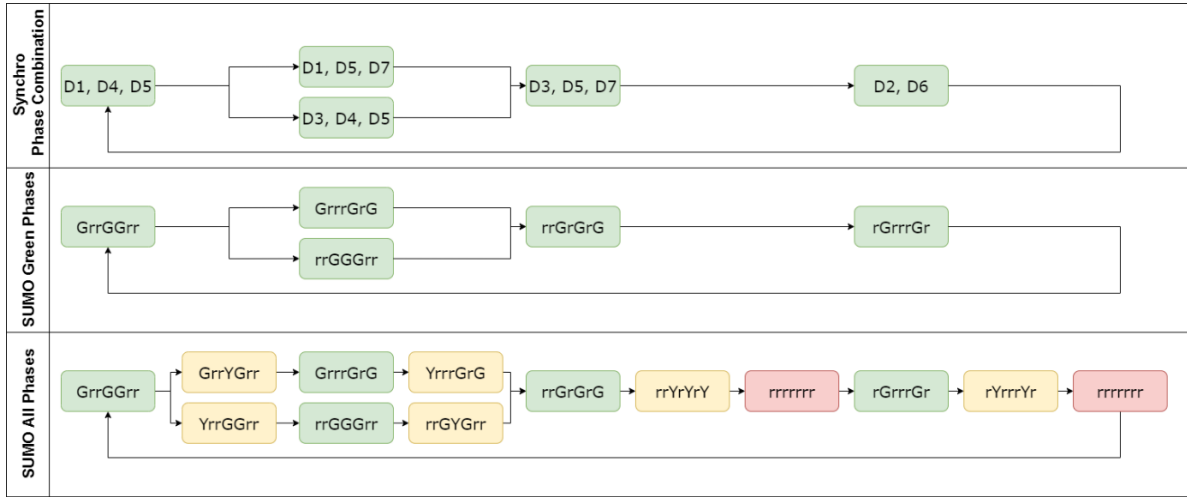 Synchro
Phase Combination
D1, D4, D5
D1, D5, D7
D3, D4, D5
D3, D5, D7
D2, D6
SUMO Green Phases
GrrGGrr
GrrrGrG
rrGGGrr
rrGrGrG
rGrrrGr
SUMO All Phases
GrrGGrr
GrrYGrr
GrrrGrG
YrrrGrG
YrrGGrr
rrGGGrr
rrGYGrr
rrGrGrG
rrYrYrY
rrrrrrr
rGrrrGr
rYrrrYr
rrrrrrr